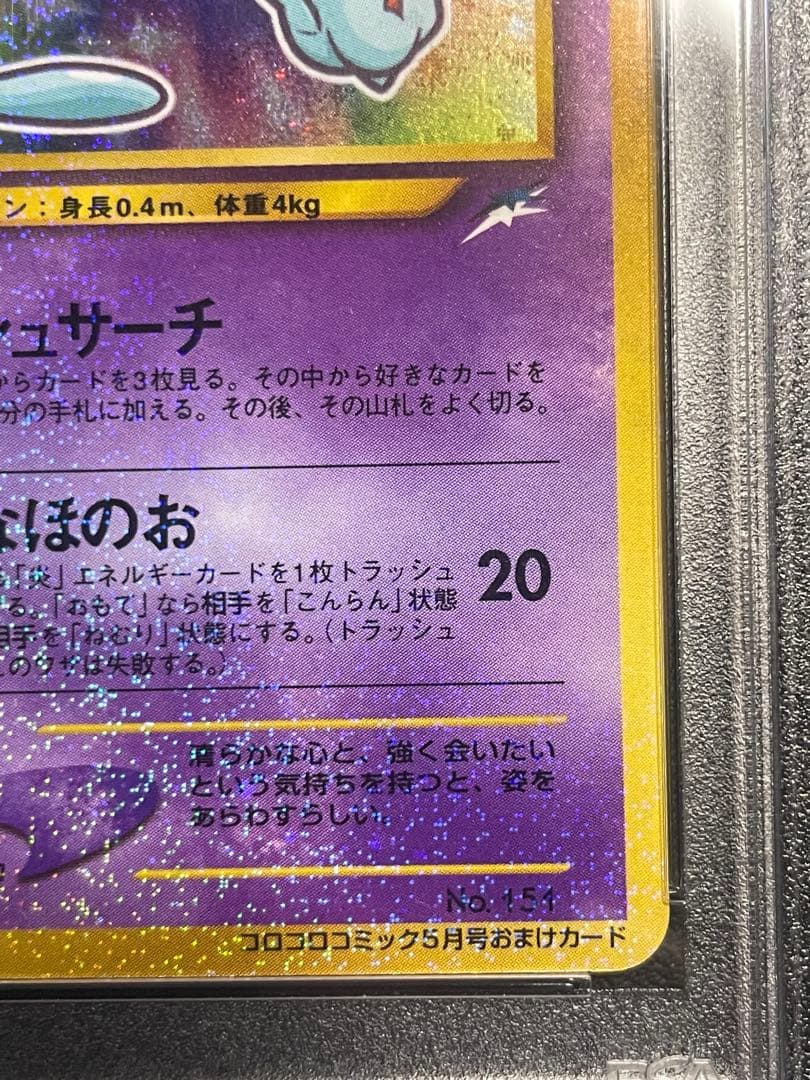 ン：身長0.4m、体重4kg
ュサーチ
らカードを3枚見る。その中から好きなカードを
分の手札に加える。その後、その山札をよく切る。
なほのお
「炎」エネルギーカードを1枚トラッシュ
20
る。「おもて」なら相手を「こんらん」状態
相手を「ねむり」状態にする。（トラッシュ
このワザは失敗する。）
清らかな心と、強く会いたい
という気持ちを持つと、姿を
あらわすらしい。
No. 151
コロコロコミック5月号おまけカード